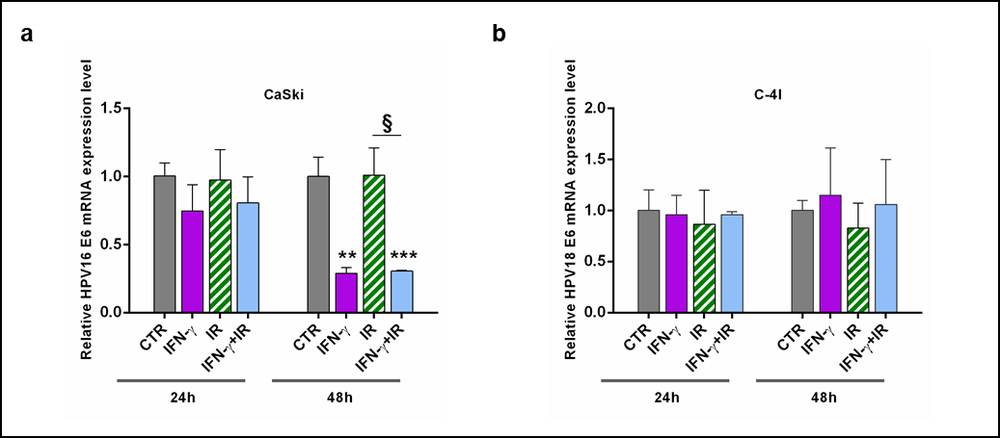 a
Relative HPV16 E6 mRNA expression level
CaSki
1.5
1.0
0.5
0.0
§
**
***
CTR
IFN-γ
IR
IFN-γ+IR
CTR
IFN-γ
IR
IFN-γ+IR
24h
48h
b
Relative HPV18 E6 mRNA expression level
C-4I
2.0
1.5
1.0
0.5
0.0
CTR
IFN-γ
IR
IFN-γ+IR
CTR
IFN-γ
IR
IFN-γ+IR
24h
48h